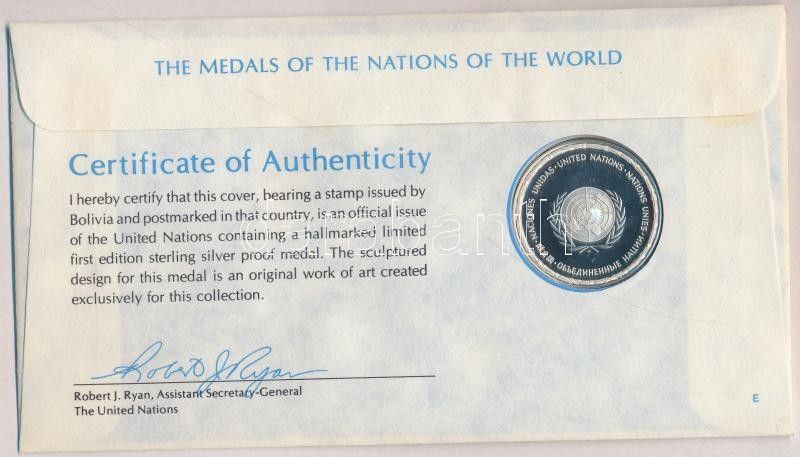 THE MEDALS OF THE NATIONS OF THE WORLD
Certificate of Authenticity
I hereby certify that this cover, bearing a stamp issued by
Bolivia and postmarked in that country, is an official issue
of the United Nations containing a hallmarked limited
first edition sterling silver proof medal. The sculptured
design for this medal is an original work of art created
exclusively for this collection.
NACIONES UNIDAS · UNITED NATIONS · NATIONS UNIES · ОБЪЕДИНЕННЫЕ НАЦИИ ·
darabanth
Robert J. Ryan
Robert J. Ryan, Assistant Secretary-General
The United Nations
E